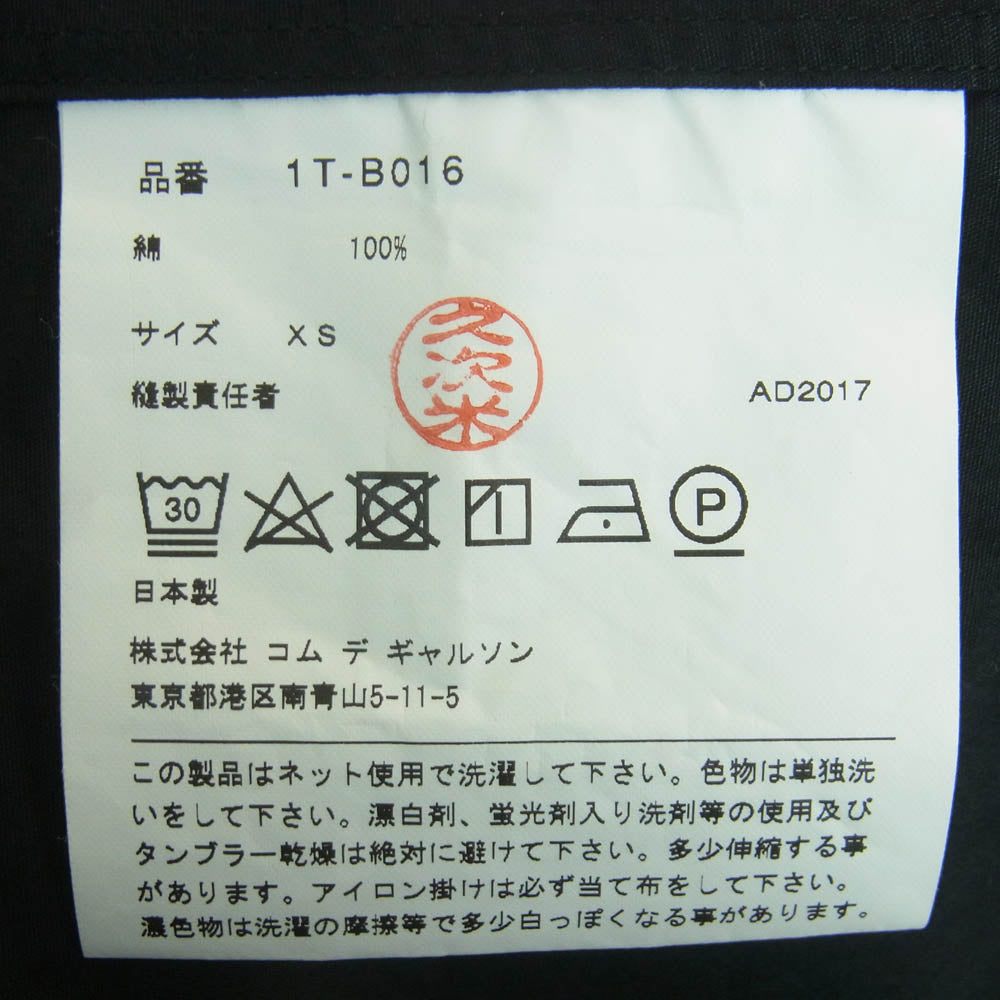 品番 1T-B016
綿 100%
サイズ XS
久次米
縫製責任者 AD2017
30 P
日本製
株式会社 コム デ ギャルソン
東京都港区南青山5-11-5
この製品はネット使用で洗濯して下さい。色物は単独洗
いをして下さい。漂白剤、蛍光剤入り洗剤等の使用及び
タンブラー乾燥は絶対に避けて下さい。多少伸縮する事
があります。アイロン掛けは必ず当て布をして下さい。
濃色物は洗濯の摩擦等で多少白っぽくなる事があります。